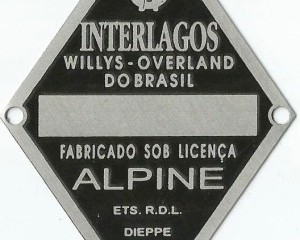 INTERLAGOS
WILLYS - OVERLAND
DO BRASIL
FABRICADO SOB LICENÇA
ALPINE
ETS. R.D.L.
DIEPPE